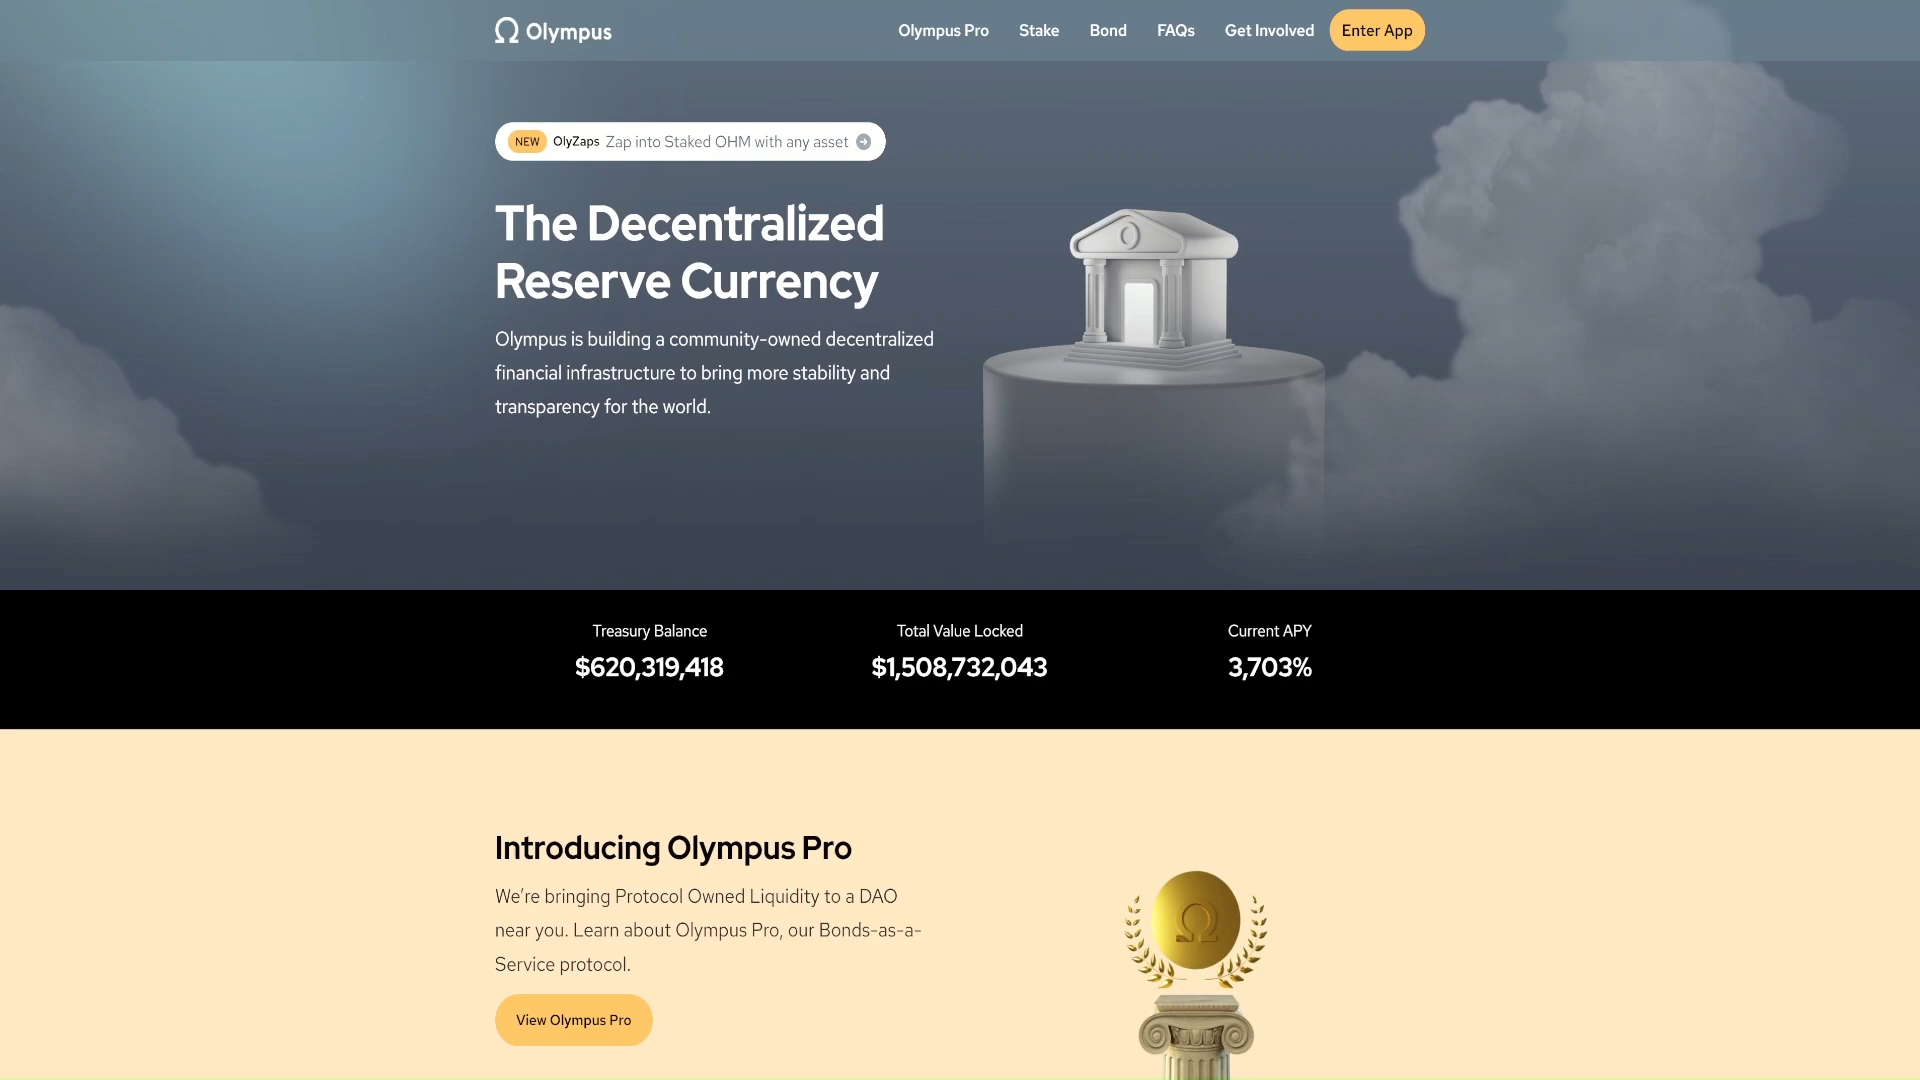 Olympus
Olympus Pro
Stake
Bond
FAQs
Get Involved
Enter App
NEW OlyZaps Zap into Staked OHM with any asset
The Decentralized
Reserve Currency
Olympus is building a community-owned decentralized
financial infrastructure to bring more stability and
transparency for the world.
Treasury Balance
$620,319,418
Total Value Locked
$1,508,732,043
Current APY
3,703%
Introducing Olympus Pro
We’re bringing Protocol Owned Liquidity to a DAO
near you. Learn about Olympus Pro, our Bonds-as-a-
Service protocol.
View Olympus Pro